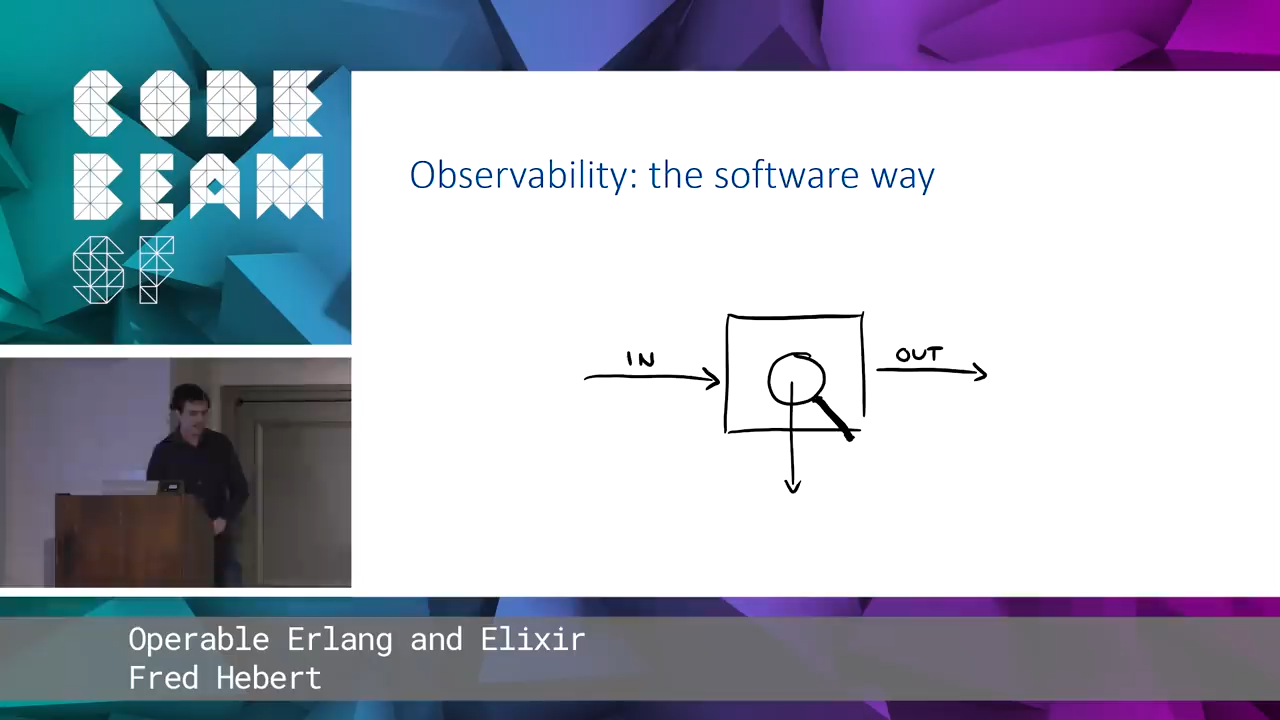 CODE
BEAM
SF
Observability: the software way
IN
OUT
Operable Erlang and Elixir
Fred Hebert